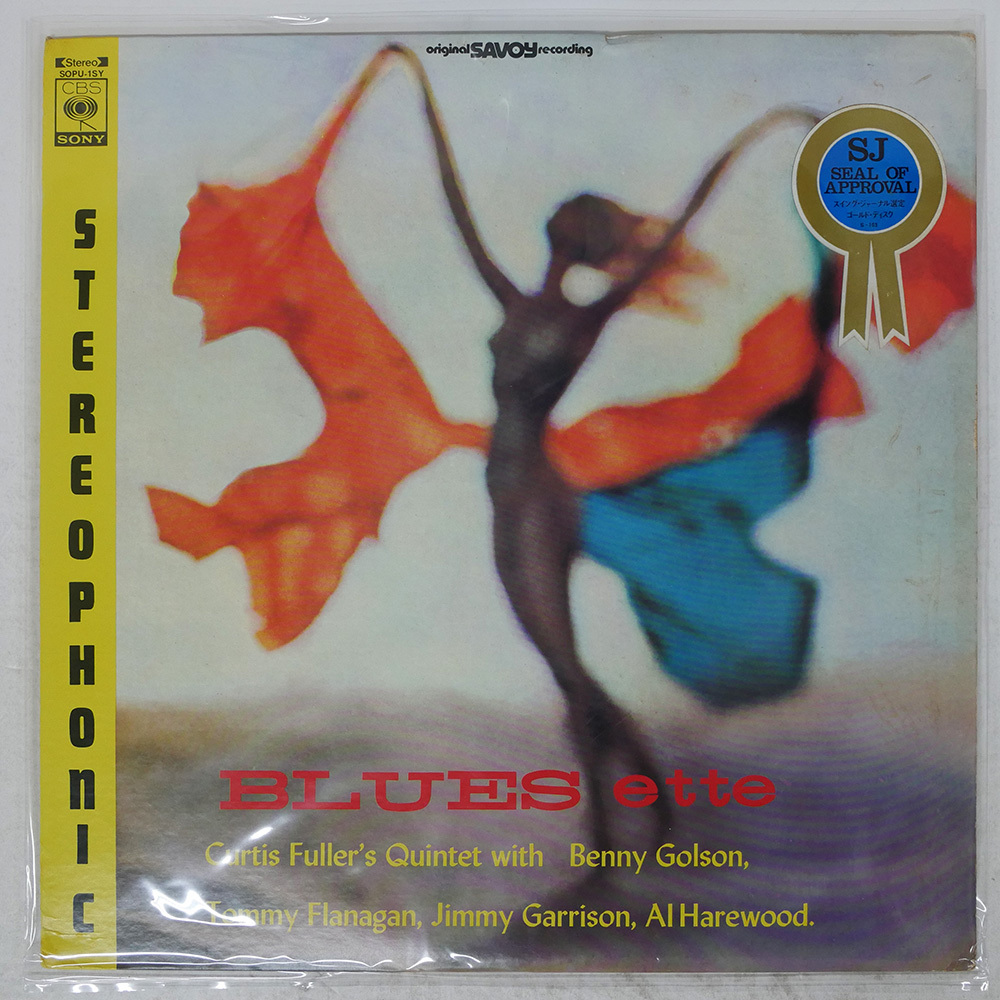 original SAVOY recording
Stereo
SOPU-1SY
CBS
SONY
STEREOPHONIC
SJ
SEAL OF
APPROVAL
スイング・ジャーナル選定
ゴールド・ディスク
BLUES ette
Curtis Fuller's Quintet with Benny Golson,
Tommy Flanagan, Jimmy Garrison, Al Harewood.